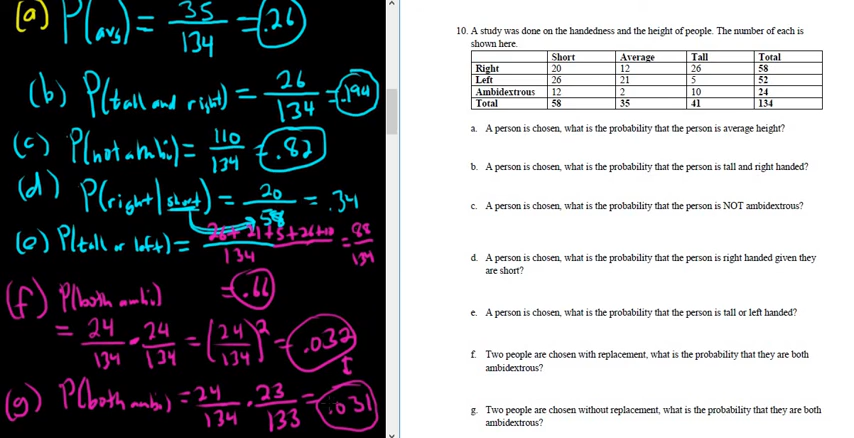 (a) P(avg) = 35/134 = .26
(b) P(tall and right) = 26/134 = .194
(c) P(not ambi) = 110/134 = .82
(d) P(right|short) = 20/58 = .34
(e) P(tall or left) = 26+21+5+26+10/134 = 88/134
= .66
(f) P(both ambi)
= 24/134 · 24/134 = (24/134)² = .032
(g) P(both ambi) = 24/134 · 23/133 = .031
10. A study was done on the handedness and the height of people. The number of each is
shown here.
Short Average Tall Total
Right 20 12 26 58
Left 26 21 5 52
Ambidextrous 12 2 10 24
Total 58 35 41 134
a. A person is chosen, what is the probability that the person is average height?
b. A person is chosen, what is the probability that the person is tall and right handed?
c. A person is chosen, what is the probability that the person is NOT ambidextrous?
d. A person is chosen, what is the probability that the person is right handed given they
are short?
e. A person is chosen, what is the probability that the person is tall or left handed?
f. Two people are chosen with replacement, what is the probability that they are both
ambidextrous?
g. Two people are chosen without replacement, what is the probability that they are both
ambidextrous?